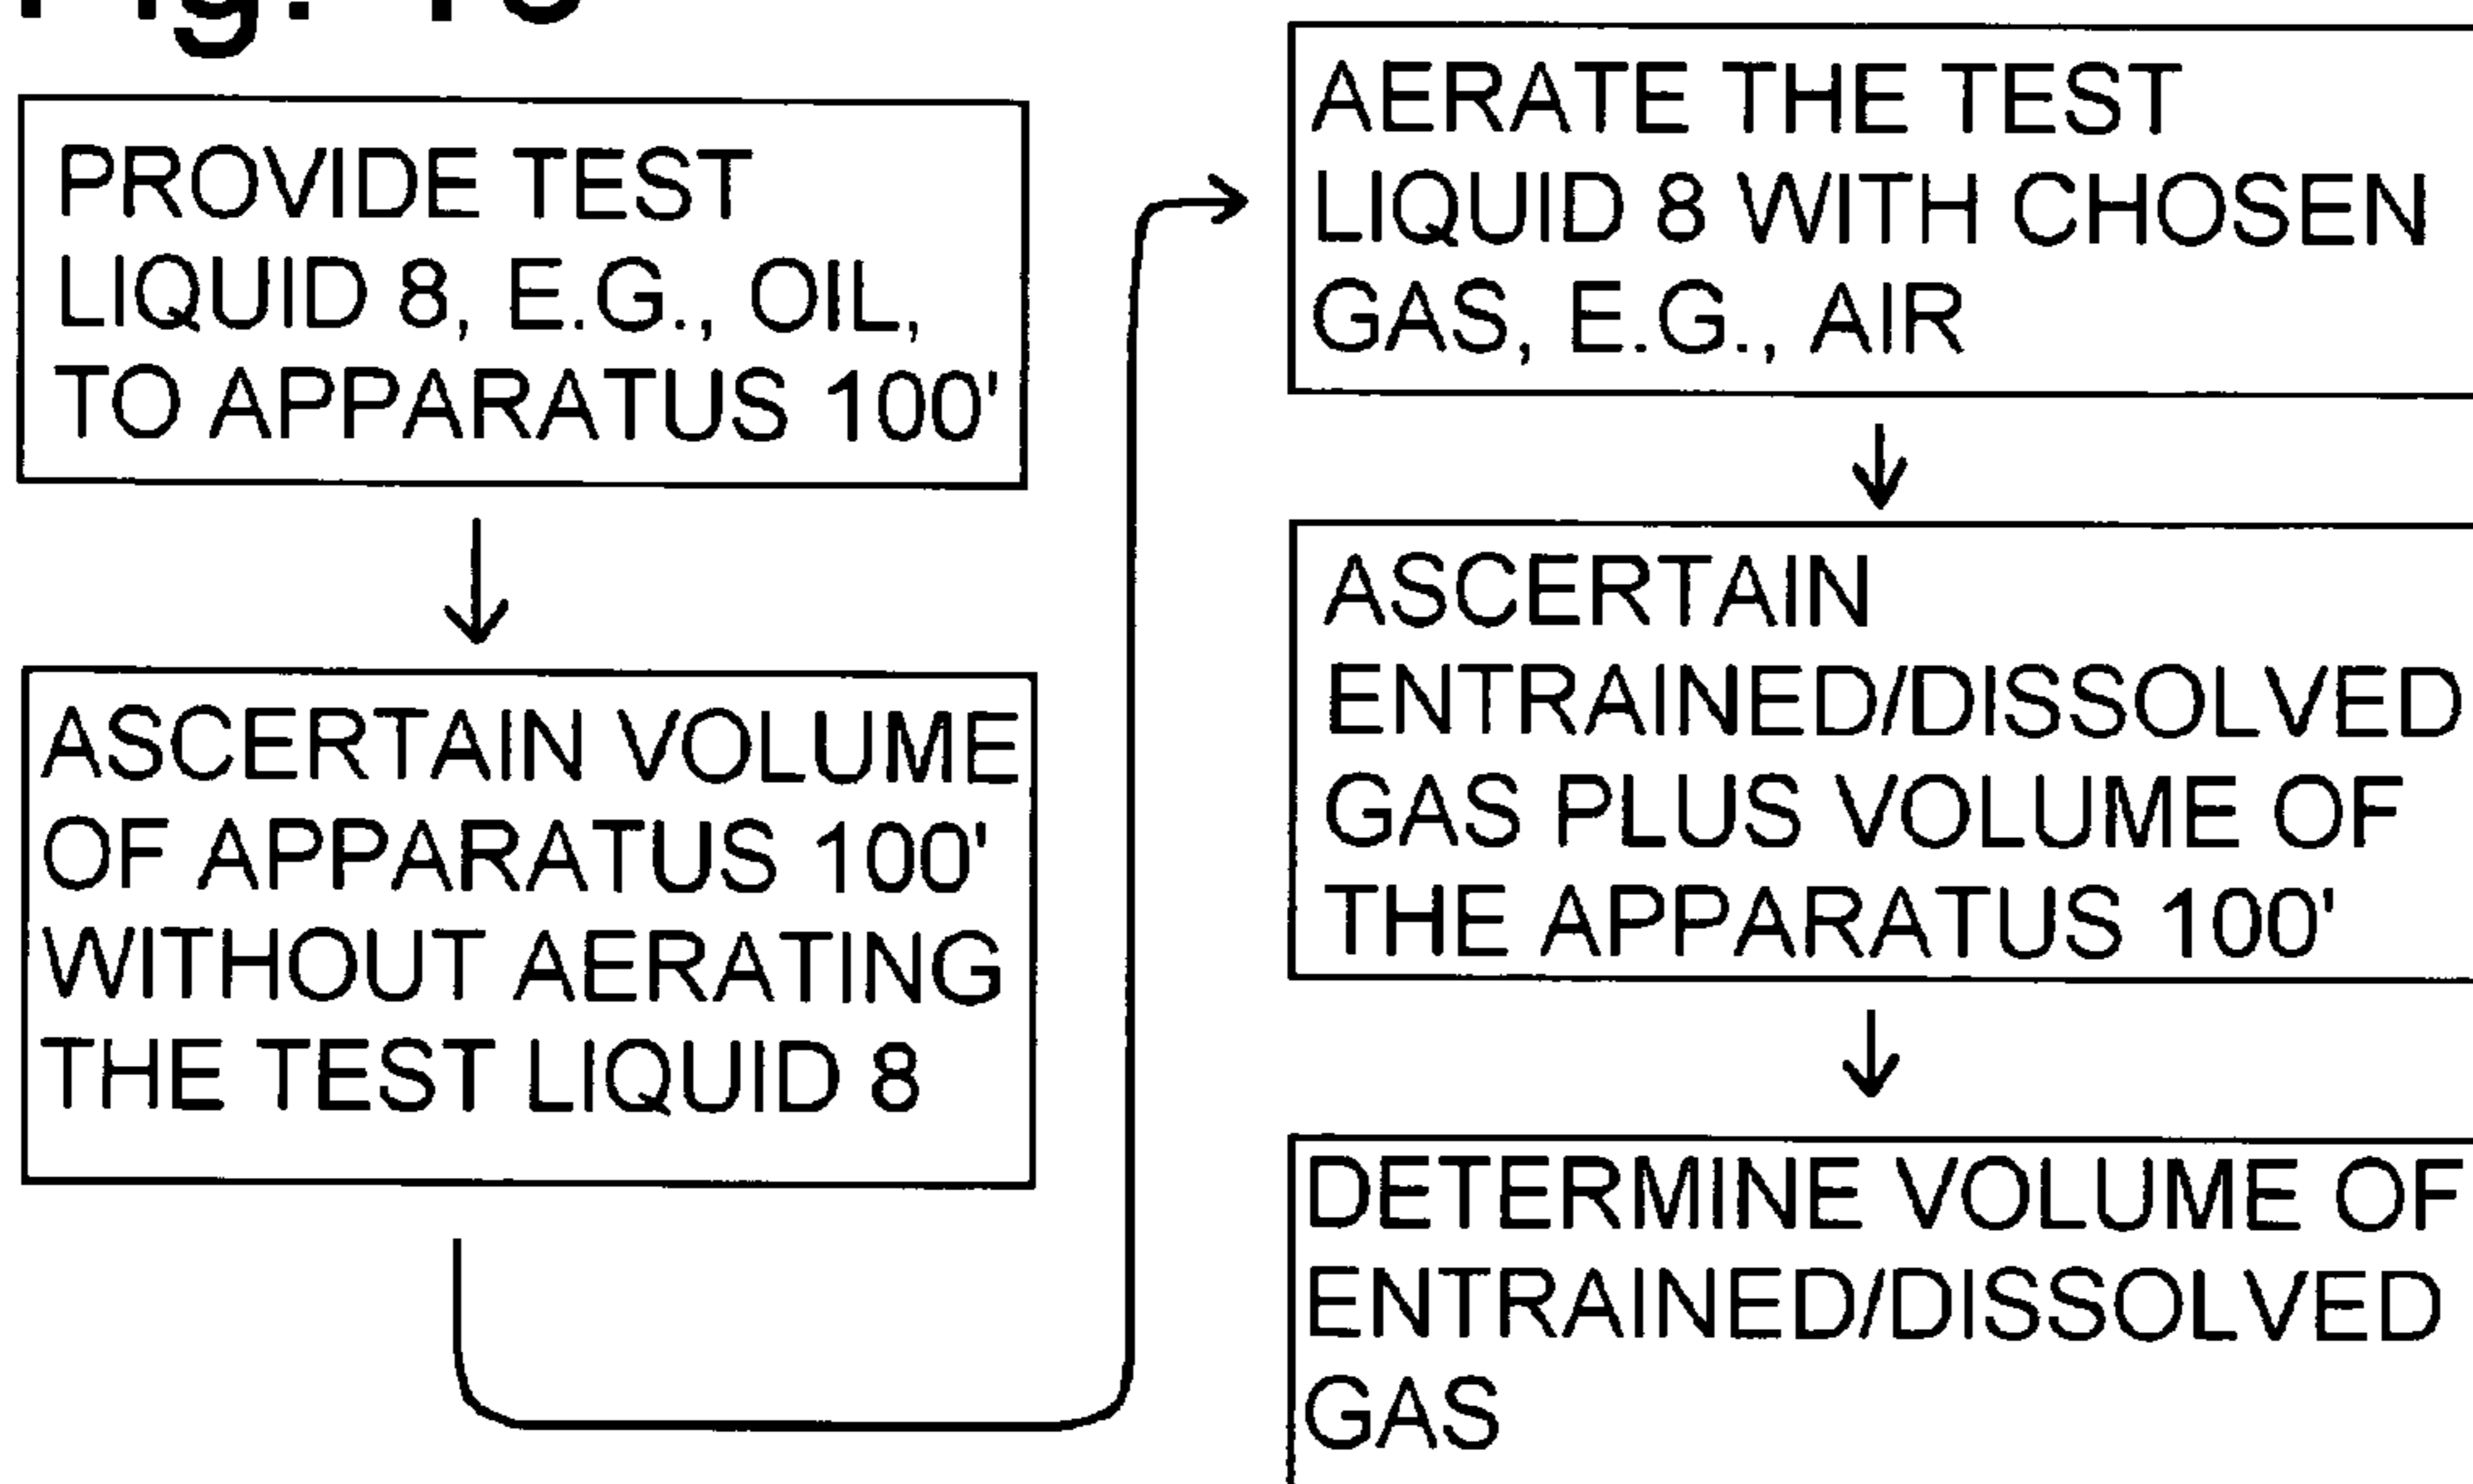 PROVIDE TEST
LIQUID 8, E.G., OIL,
TO APPARATUS 100'
ASCERTAIN VOLUME
OF APPARATUS 100'
WITHOUT AERATING
THE TEST LIQUID 8
AERATE THE TEST
LIQUID 8 WITH CHOSEN
GAS, E.G., AIR
ASCERTAIN
ENTRAINED/DISSOLVED
GAS PLUS VOLUME OF
THE APPARATUS 100'
DETERMINE VOLUME OF
ENTRAINED/DISSOLVED
GAS